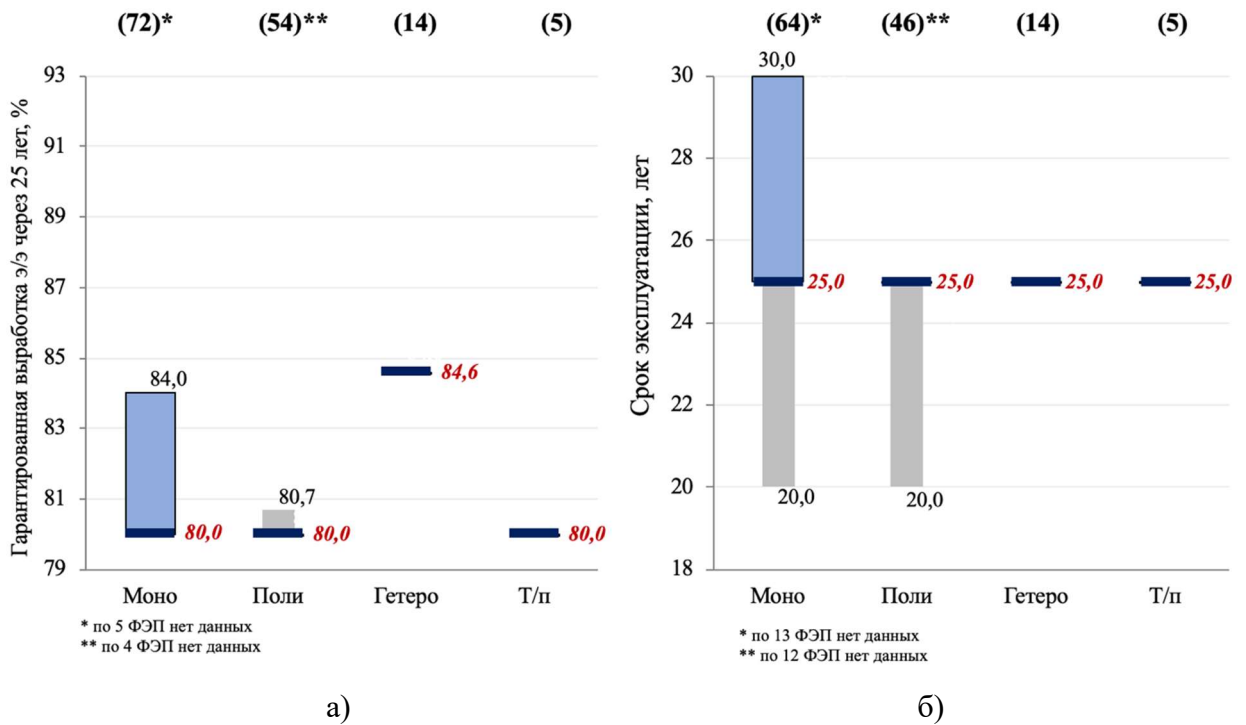 (72)* (54)** (14) (5)
Гарантированная выработка э/э через 25 лет, %
93
91
89
87
85
83
81
79
84,0
80,0
80,7
80,0
84,6
80,0
Моно Поли Гетеро Т/п
* по 5 ФЭП нет данных
** по 4 ФЭП нет данных
а)
(64)* (46)** (14) (5)
Срок эксплуатации, лет
30
28
26
24
22
20
18
30,0
25,0 25,0 25,0 25,0
20,0 20,0
Моно Поли Гетеро Т/п
* по 13 ФЭП нет данных
** по 12 ФЭП нет данных
б)